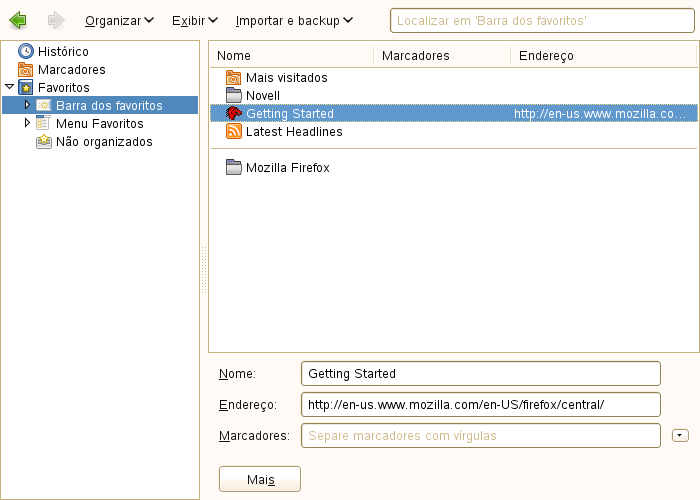 Organizar Exibir Importar e backup Localizar em 'Barra dos favoritos'
Histórico
Marcadores
Favoritos
Barra dos favoritos
Menu Favoritos
Não organizados
Nome Marcadores Endereço
Mais visitados
Novell
Getting Started http://en-us.www.mozilla.co...
Latest Headlines
Mozilla Firefox
Nome: Getting Started
Endereço: http://en-us.www.mozilla.com/en-US/firefox/central/
Marcadores: Separe marcadores com vírgulas
Mais